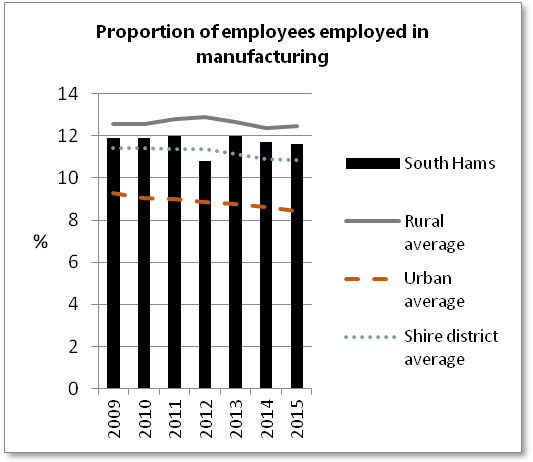 Proportion of employees employed in
manufacturing
14
12
10
8
6
4
2
0
%
2009
2010
2011
2012
2013
2014
2015
South Hams
Rural
average
Urban
average
Shire district
average